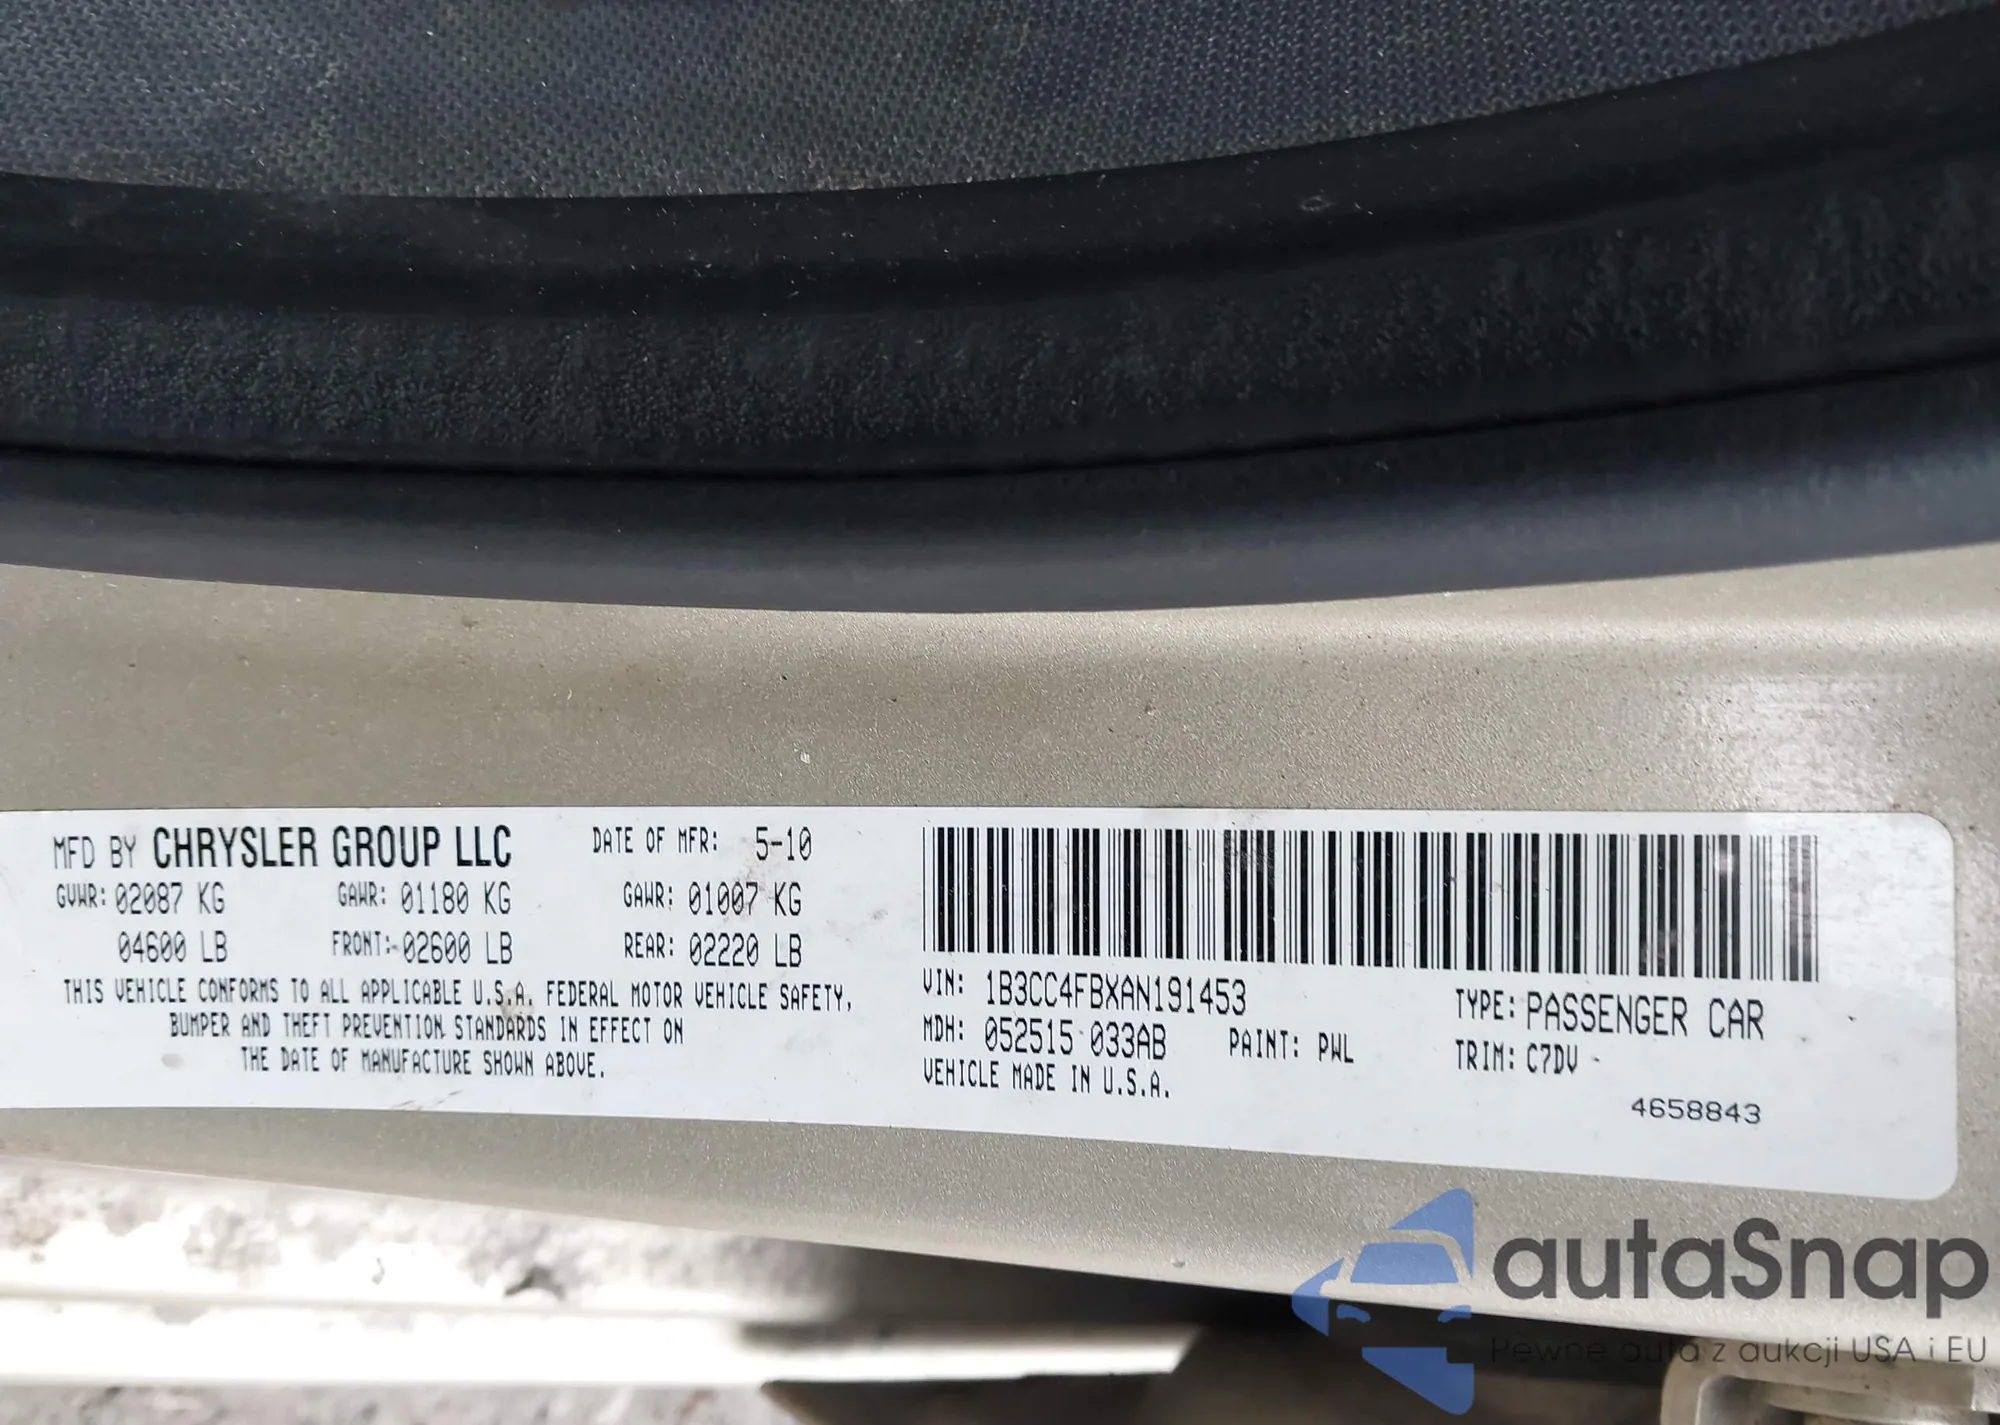 MFD BY CHRYSLER GROUP LLC DATE OF MFR: 5-10
GVWR: 02087 KG GAWR: 01180 KG GAWR: 01007 KG
04600 LB FRONT: 02600 LB REAR: 02220 LB
THIS VEHICLE CONFORMS TO ALL APPLICABLE U.S.A. FEDERAL MOTOR VEHICLE SAFETY,
BUMPER AND THEFT PREVENTION STANDARDS IN EFFECT ON
THE DATE OF MANUFACTURE SHOWN ABOVE.
VIN: 1B3CC4FBXAN191453 TYPE: PASSENGER CAR
MDH: 052515 033AB PAINT: PWL TRIM: C7DV
VEHICLE MADE IN U.S.A.
4658843
autaSnap
Pewne auta z aukcji USA i EU